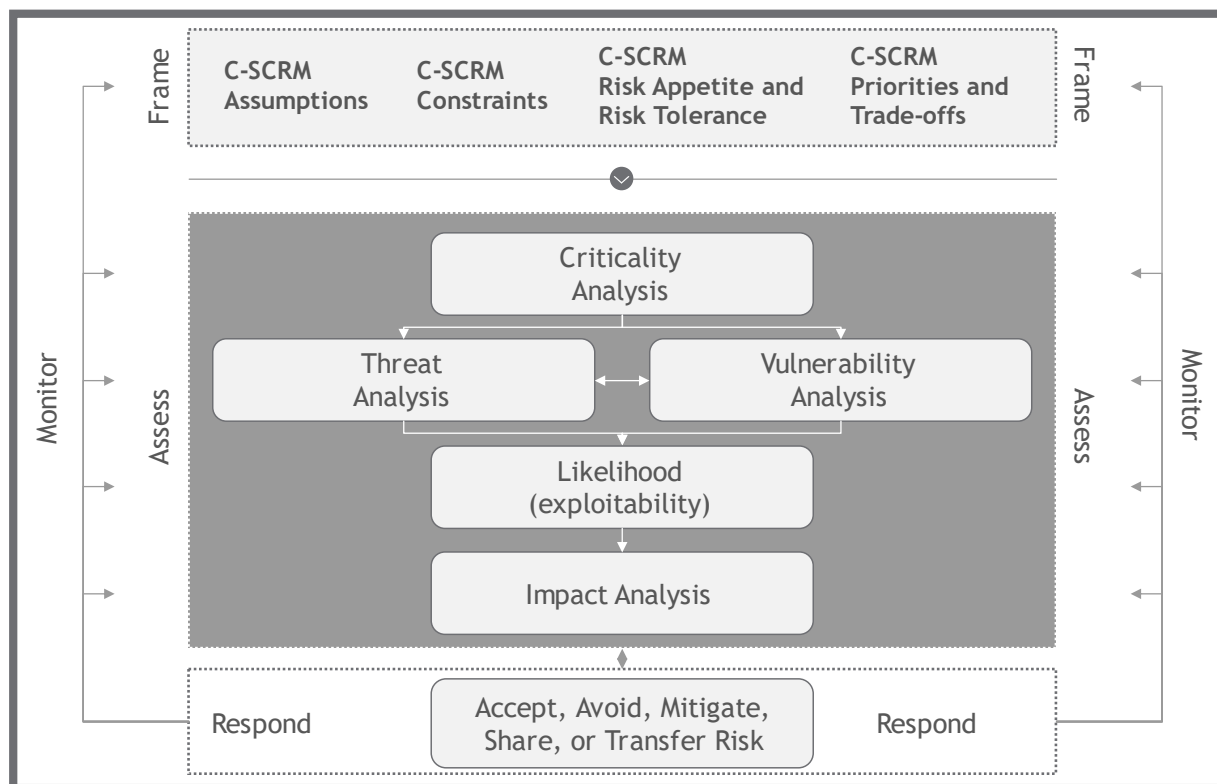 Frame
C-SCRM
Assumptions
C-SCRM
Constraints
C-SCRM
Risk Appetite and
Risk Tolerance
C-SCRM
Priorities and
Trade-offs
Frame
Monitor
Assess
Criticality
Analysis
Threat
Analysis
Vulnerability
Analysis
Likelihood
(exploitability)
Impact Analysis
Assess
Monitor
Respond
Accept, Avoid, Mitigate,
Share, or Transfer Risk
Respond